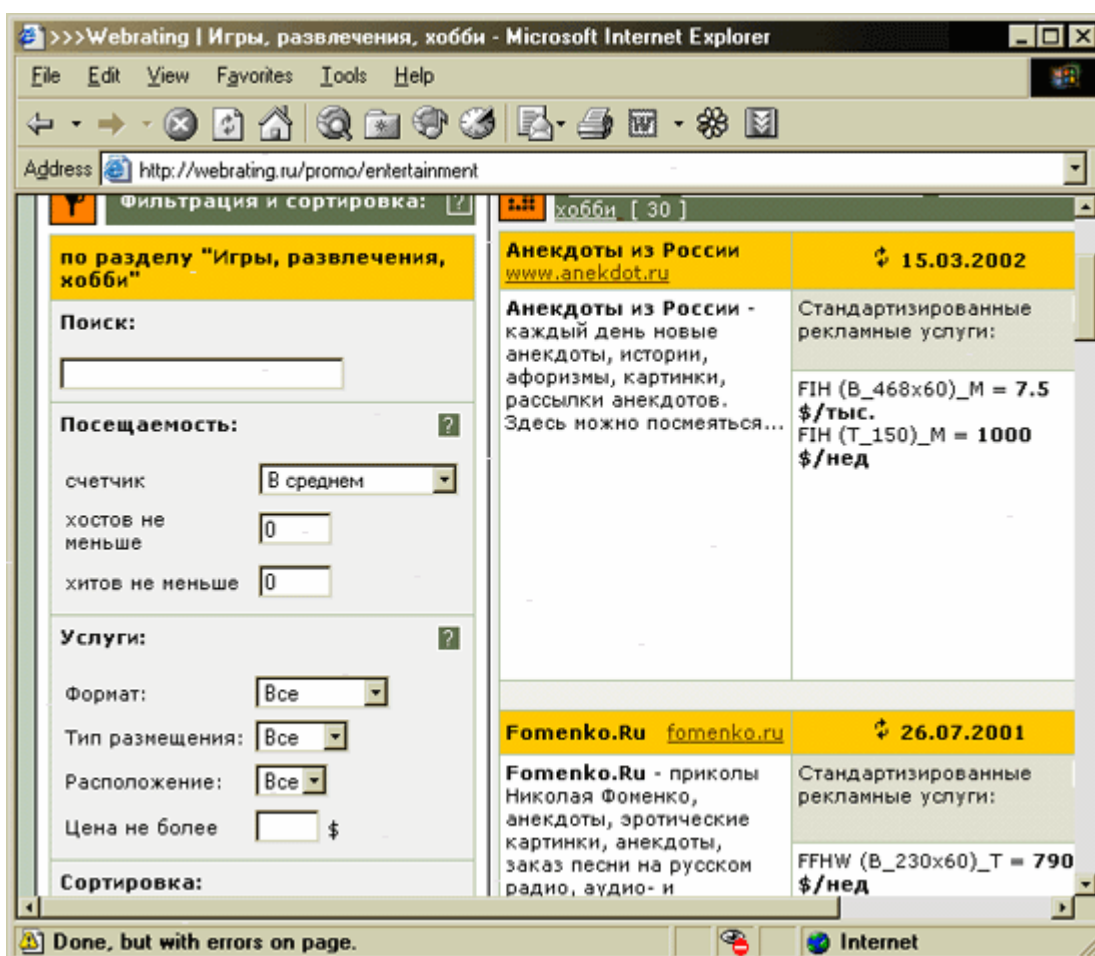 >>>Webrating | Игры, развлечения, хобби - Microsoft Internet Explorer
File Edit View Favorites Tools Help
Address http://webrating.ru/promo/entertainment
Фильтрация и сортировка: ?
по разделу "Игры, развлечения,
хобби"
Поиск:
Посещаемость: ?
счетчик В среднем
хостов не
меньше 0
хитов не меньше 0
Услуги: ?
Формат: Все
Тип размещения: Все
Расположение: Все
Цена не более $
Сортировка:
хобби [ 30 ]
Анекдоты из России
www.anekdot.ru
15.03.2002
Анекдоты из России -
каждый день новые
анекдоты, истории,
афоризмы, картинки,
рассылки анекдотов.
Здесь можно посмеяться...
Стандартизированные
рекламные услуги:
FIH (B_468x60)_M = 7.5
$/тыс.
FIH (T_150)_M = 1000
$/нед
Fomenko.Ru fomenko.ru
26.07.2001
Fomenko.Ru - приколы
Николая Фоменко,
анекдоты, эротические
картинки, анекдоты,
заказ песни на русском
радио, аудио- и
Стандартизированные
рекламные услуги:
FFHW (B_230x60)_T = 790
$/нед
Done, but with errors on page.
Internet